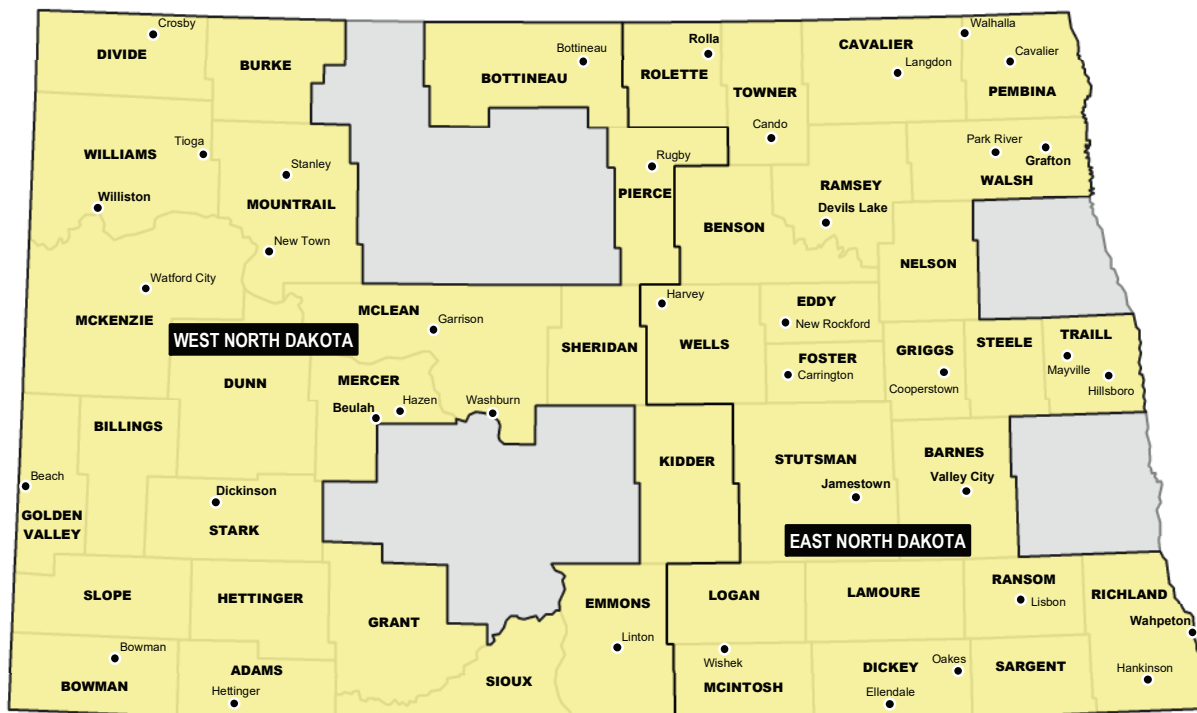 Crosby
DIVIDE
BURKE
Bottineau
BOTTINEAU
Rolla
ROLETTE
TOWNER
CAVALIER
Langdon
Walhalla
Cavalier
PEMBINA
WILLIAMS
Tioga
Williston
Stanley
MOUNTRAIL
New Town
Rugby
PIERCE
Cando
RAMSEY
Devils Lake
BENSON
Park River
Grafton
WALSH
NELSON
Watford City
MCKENZIE
WEST NORTH DAKOTA
MCLEAN
Garrison
SHERIDAN
Harvey
WELLS
EDDY
New Rockford
FOSTER
Carrington
GRIGGS
Cooperstown
STEELE
TRAILL
Mayville
Hillsboro
DUNN
MERCER
Beulah
Hazen
Washburn
BILLINGS
Beach
GOLDEN
VALLEY
Dickinson
STARK
KIDDER
STUTSMAN
Jamestown
BARNES
Valley City
EAST NORTH DAKOTA
SLOPE
HETTINGER
GRANT
EMMONS
Linton
LOGAN
LAMOURE
RANSOM
Lisbon
RICHLAND
Wahpeton
Bowman
BOWMAN
ADAMS
Hettinger
SIOUX
Wishek
MCINTOSH
DICKEY
Oakes
Ellendale
SARGENT
Hankinson